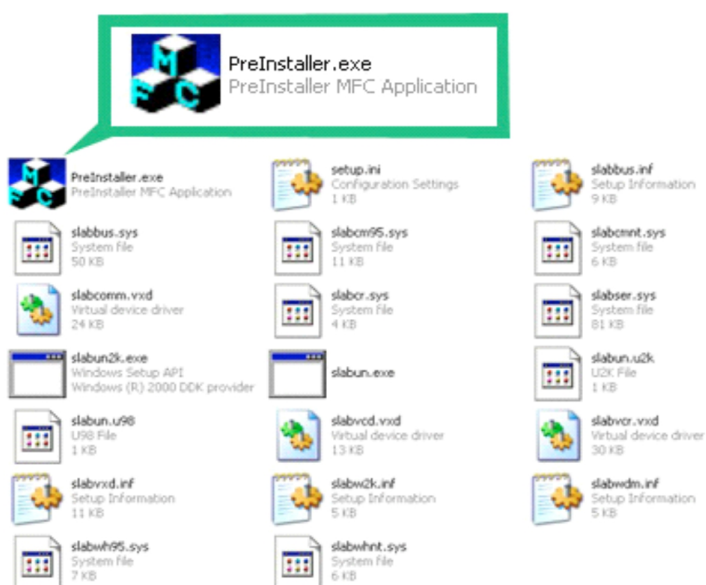 PreInstaller.exe
PreInstaller MFC Application
PreInstaller.exe
PreInstaller MFC Application
setup.ini
Configuration Settings
1 KB
slabbus.inf
Setup Information
9 KB
slabbus.sys
System file
50 KB
slabcm95.sys
System file
11 KB
slabcmnt.sys
System file
6 KB
slabcomm.vxd
Virtual device driver
24 KB
slabcr.sys
System file
4 KB
slabser.sys
System file
81 KB
slabun2k.exe
Windows Setup API
Windows (R) 2000 DDK provider
slabun.exe
slabun.u2k
U2K File
1 KB
slabun.u98
U98 File
1 KB
slabvcd.vxd
Virtual device driver
13 KB
slabvcr.vxd
Virtual device driver
30 KB
slabvxd.inf
Setup Information
11 KB
slabw2k.inf
Setup Information
5 KB
slabwdm.inf
Setup Information
5 KB
slabwh95.sys
System file
7 KB
slabwhnt.sys
System file
6 KB